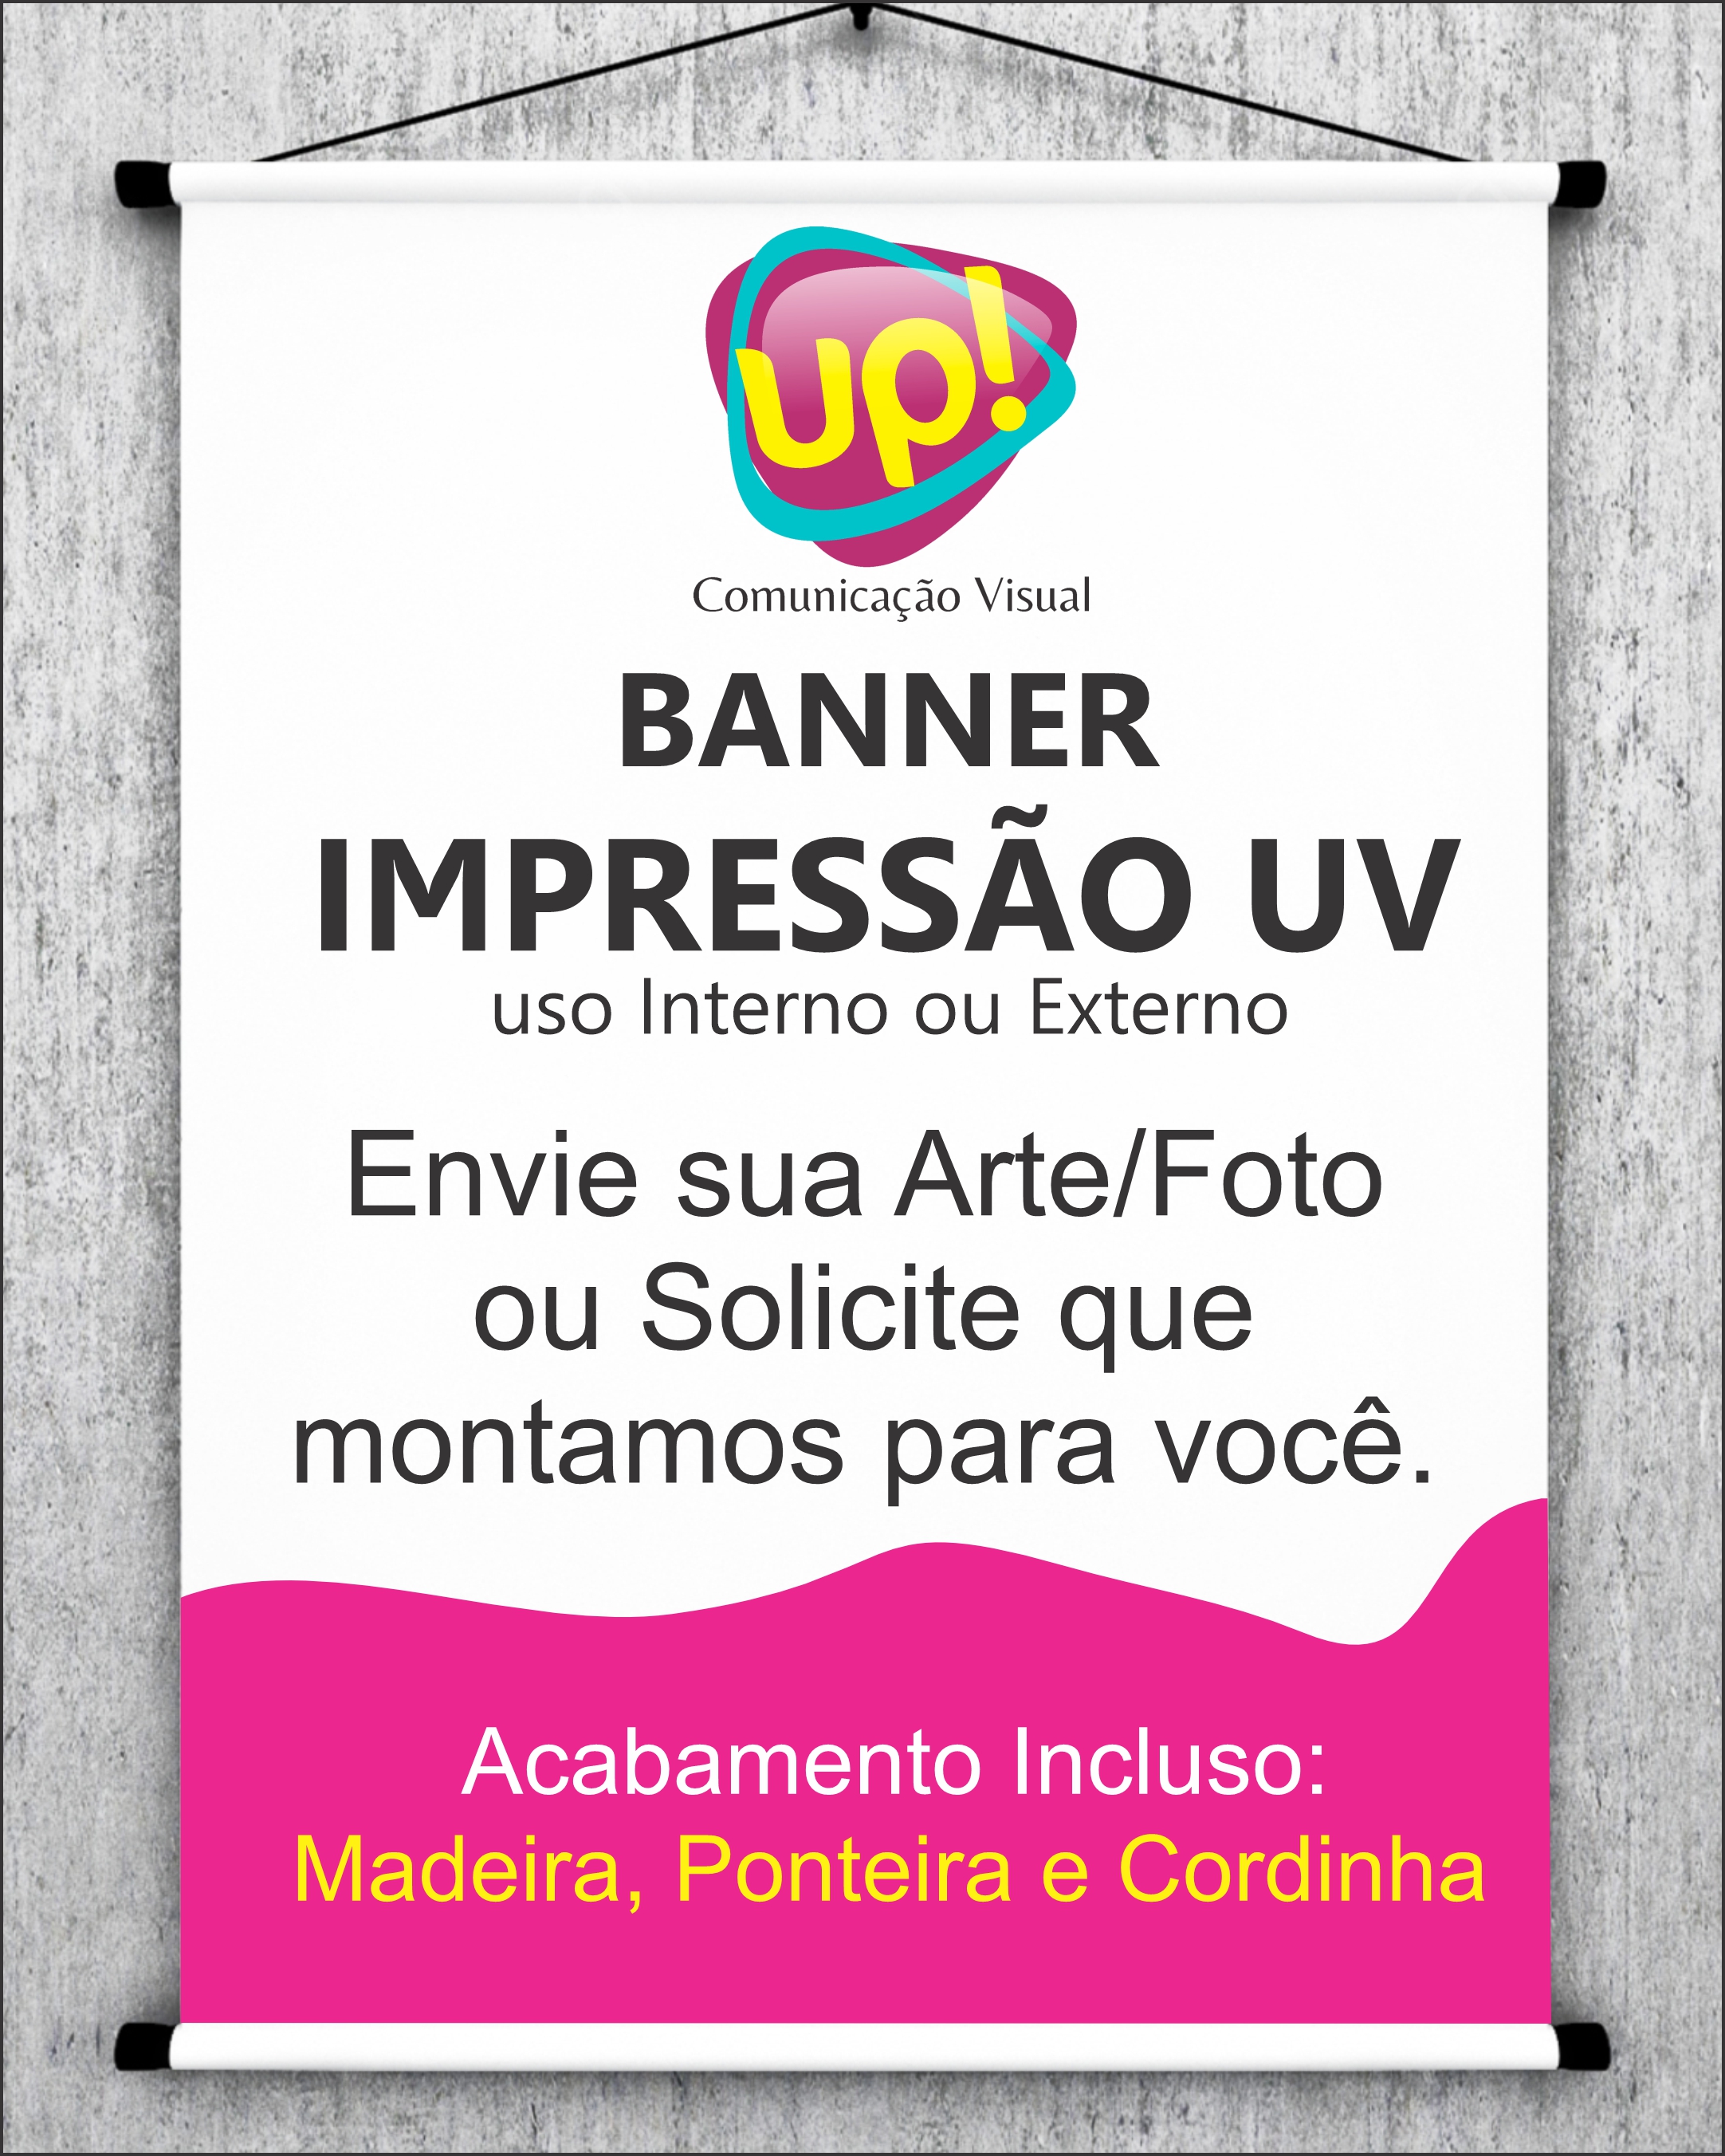 up!
Comunicação Visual
BANNER
IMPRESSÃO UV
uso Interno ou Externo
Envie sua Arte/Foto
ou Solicite que
montamos para você.
Acabamento Incluso:
Madeira, Ponteira e Cordinha